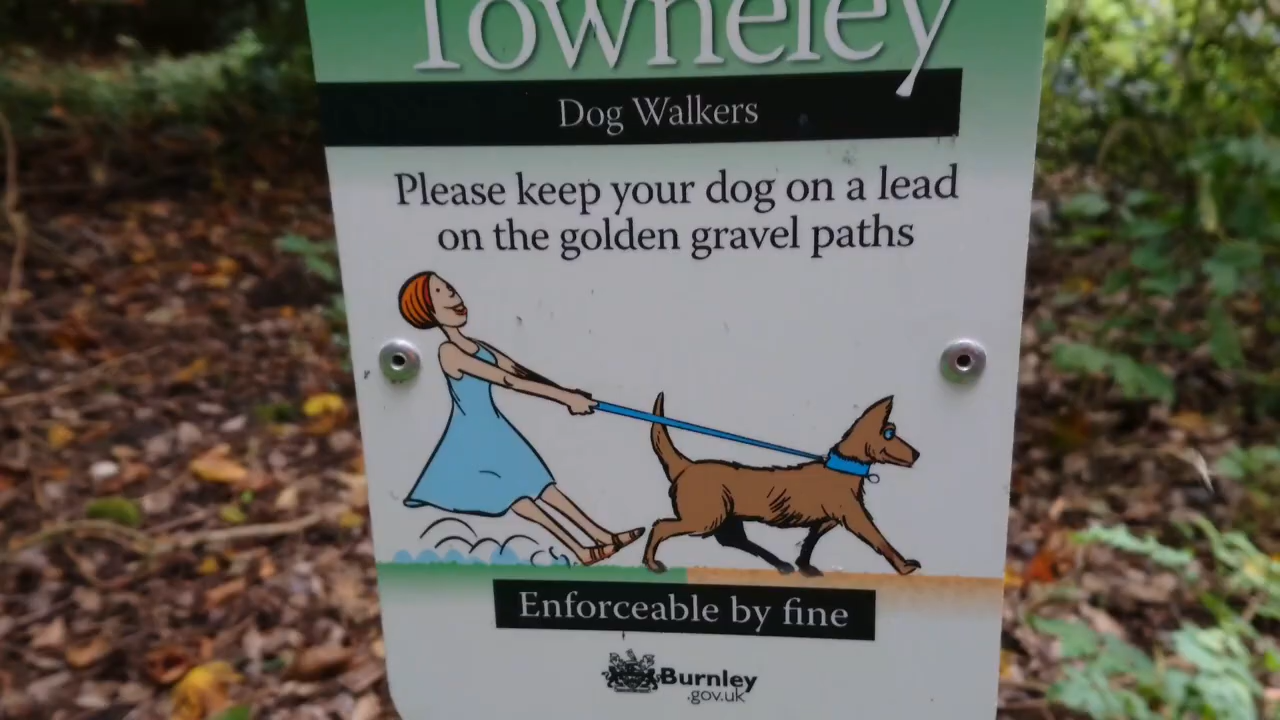 Towneley
Dog Walkers
Please keep your dog on a lead
on the golden gravel paths
Enforceable by fine
Burnley
.gov.uk